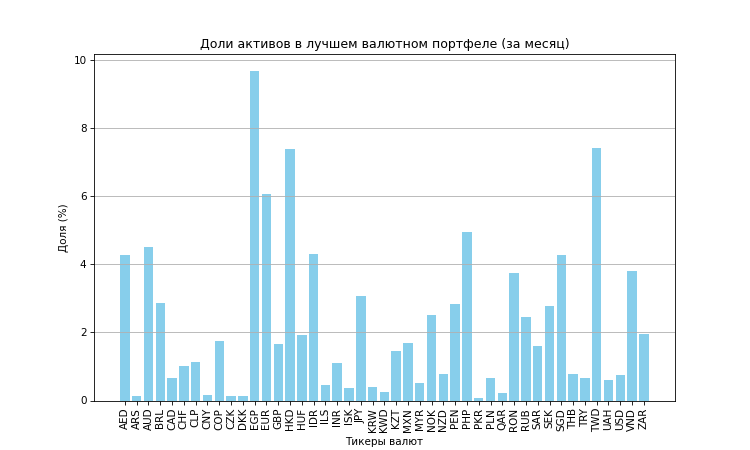 Доли активов в лучшем валютном портфеле (за месяц)
10
8
6
4
2
0
Доля (%)
AED
ARS
AUD
BRL
CAD
CHF
CLP
CNY
COP
CZK
DKK
EGP
EUR
GBP
HKD
HUF
IDR
ILS
INR
ISK
JPY
KRW
KWD
KZT
MXN
MYR
NOK
NZD
PEN
PHP
PKR
PLN
QAR
RON
RUB
SAR
SEK
SGD
THB
TRY
TWD
UAH
USD
VND
ZAR
Тикеры валют